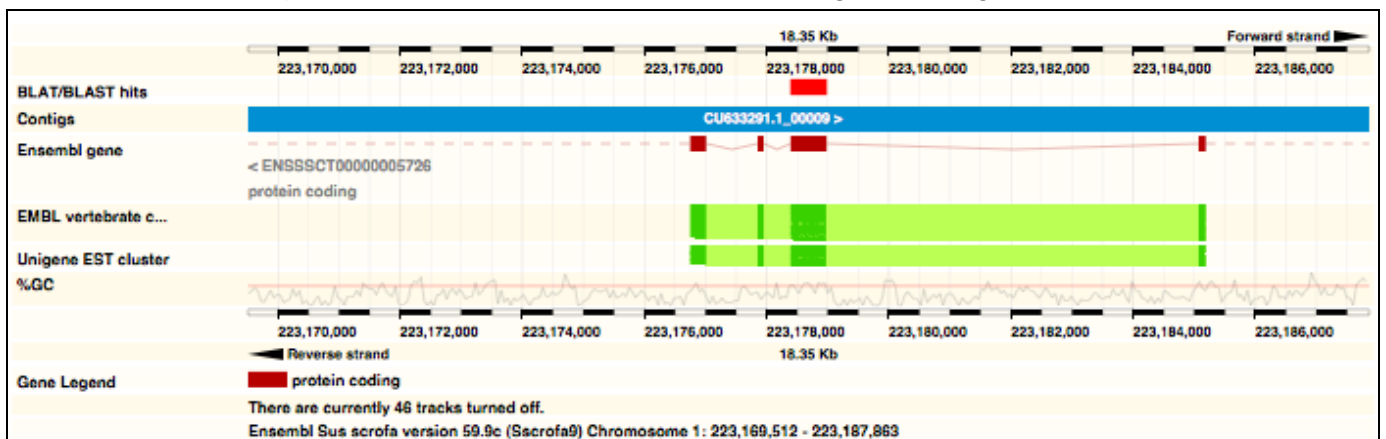 18.35 Kb Forward strand
223,170,000 223,172,000 223,174,000 223,176,000 223,178,000 223,180,000 223,182,000 223,184,000 223,186,000
BLAT/BLAST hits
Contigs CU633291.1_00009 >
Ensembl gene
< ENSSSCT00000005726
protein coding
EMBL vertebrate c...
Unigene EST cluster
%GC
223,170,000 223,172,000 223,174,000 223,176,000 223,178,000 223,180,000 223,182,000 223,184,000 223,186,000
Reverse strand 18.35 Kb
Gene Legend protein coding
There are currently 46 tracks turned off.
Ensembl Sus scrofa version 59.9c (Sscrofa9) Chromosome 1: 223,169,512 - 223,187,863